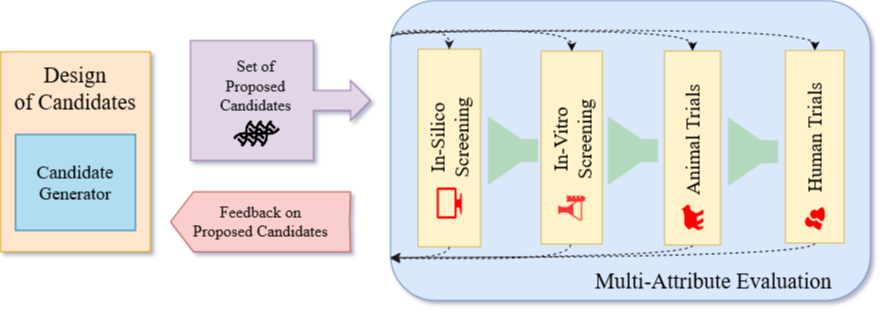 Design
of Candidates
Candidate
Generator
Set of
Proposed
Candidates
Feedback on
Proposed Candidates
In-Silico
Screening
In-Vitro
Screening
Animal Trials
Human Trials
Multi-Attribute Evaluation